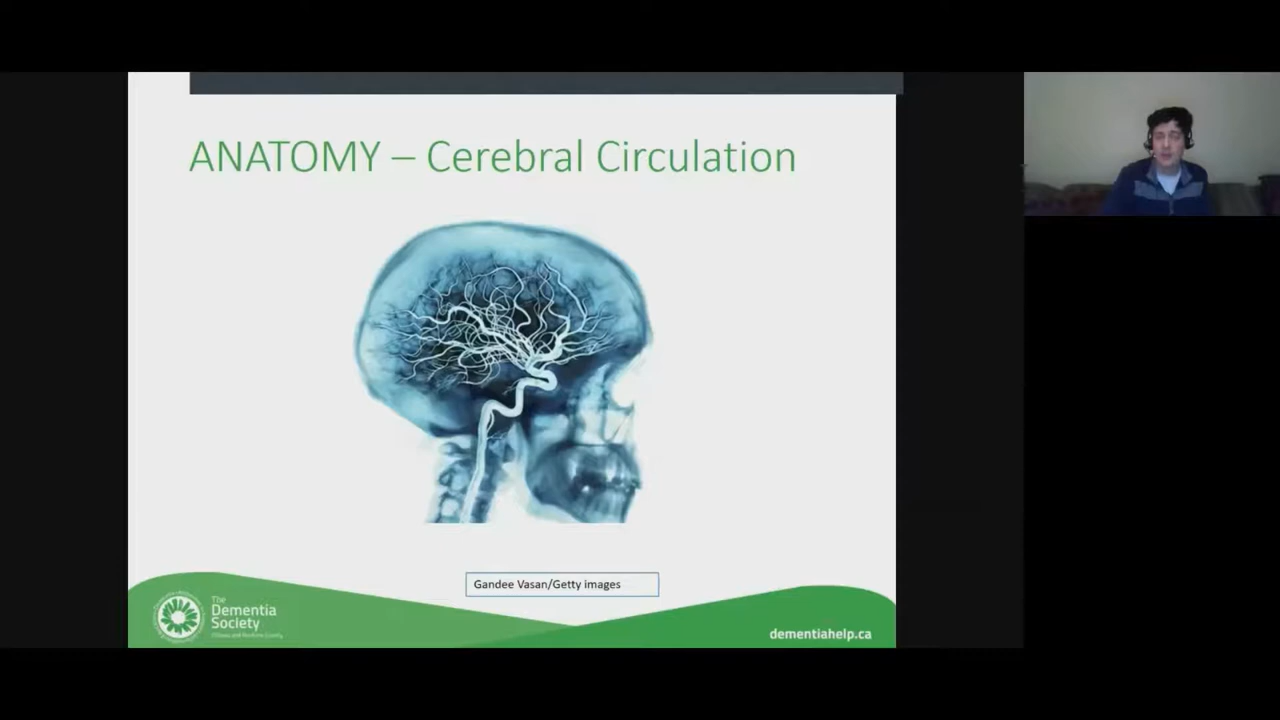 ANATOMY – Cerebral Circulation
Gandee Vasan/Getty images
The
Dementia
Society
dementiahelp.ca